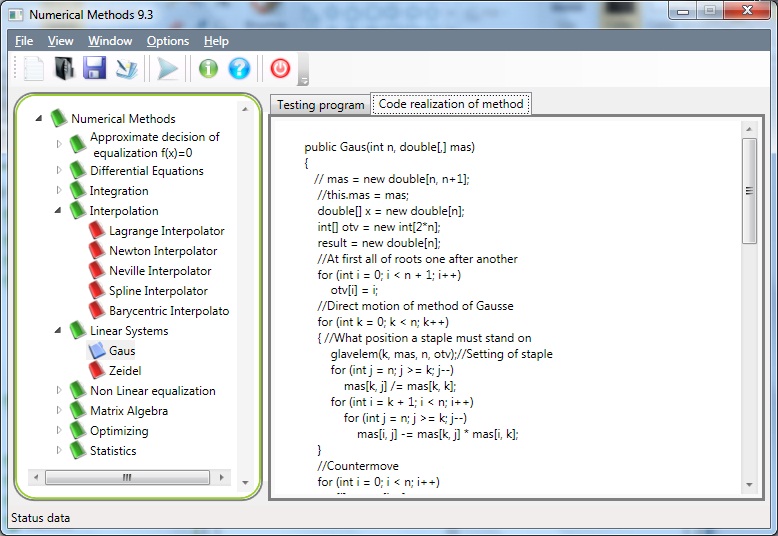 Numerical Methods 9.3
File View Window Options Help
Numerical Methods
Approximate decision of
equalization f(x)=0
Differential Equations
Integration
Interpolation
Lagrange Interpolator
Newton Interpolator
Neville Interpolator
Spline Interpolator
Barycentric Interpolato
Linear Systems
Gaus
Zeidel
Non Linear equalization
Matrix Algebra
Optimizing
Statistics
Testing program
Code realization of method
public Gaus(int n, double[,] mas)
{
// mas = new double[n, n+1];
//this.mas = mas;
double[] x = new double[n];
int[] otv = new int[2*n];
result = new double[n];
//At first all of roots one after another
for (int i = 0; i < n + 1; i++)
otv[i] = i;
//Direct motion of method of Gausse
for (int k = 0; k < n; k++)
{ //What position a staple must stand on
glavelem(k, mas, n, otv);//Setting of staple
for (int j = n; j >= k; j--)
mas[k, j] /= mas[k, k];
for (int i = k + 1; i < n; i++)
for (int j = n; j >= k; j--)
mas[i, j] -= mas[k, j] * mas[i, k];
}
//Countermove
for (int i = 0; i < n; i++)
Status data